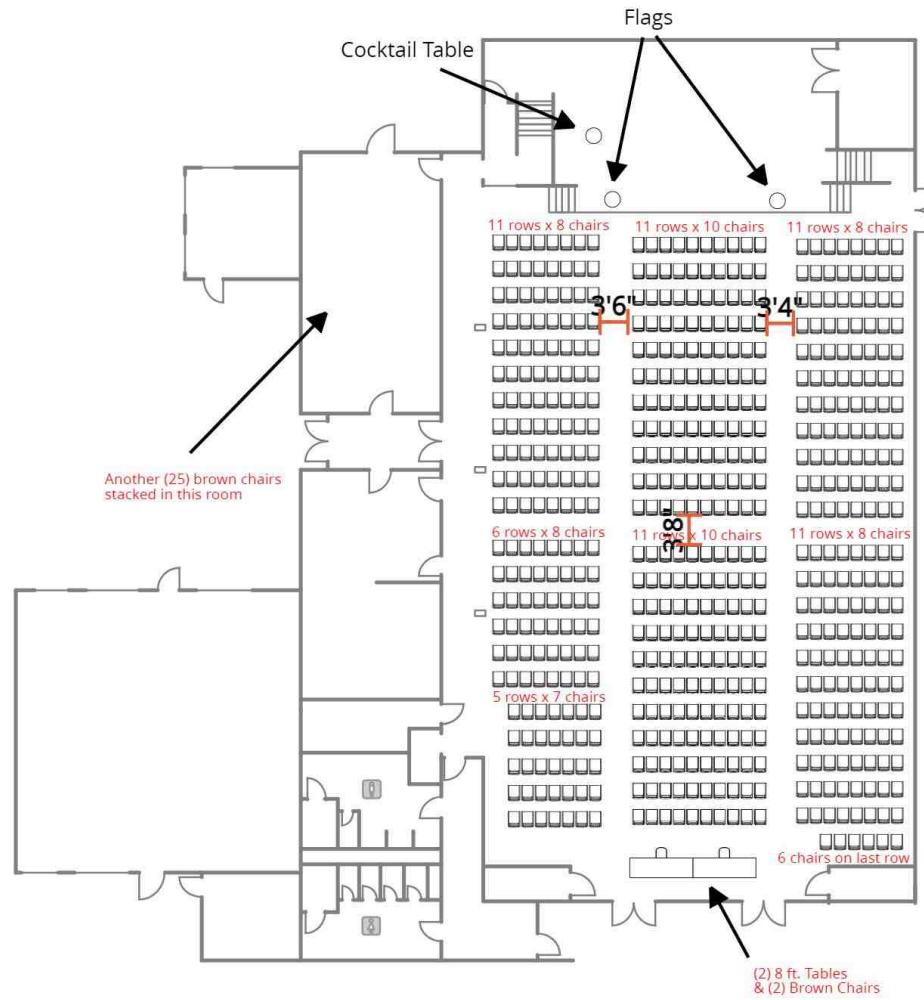 Flags
Cocktail Table
11 rows x 8 chairs
11 rows x 10 chairs
11 rows x 8 chairs
3'6"
3'4"
Another (25) brown chairs
stacked in this room
3'8"
6 rows x 8 chairs
11 rows x 10 chairs
11 rows x 8 chairs
5 rows x 7 chairs
6 chairs on last row
(2) 8 ft. Tables
& (2) Brown Chairs